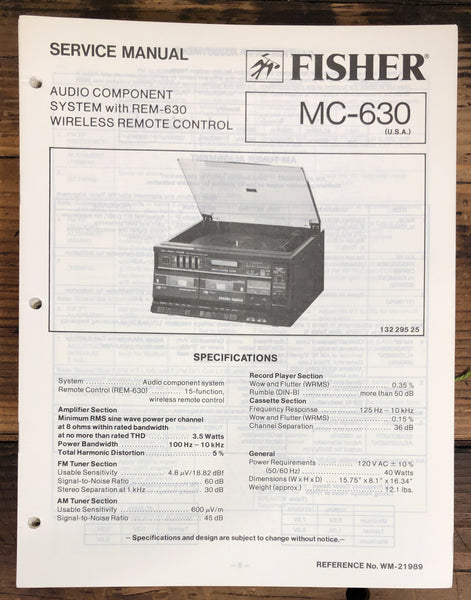 SERVICE MANUAL
FISHER®
AUDIO COMPONENT
SYSTEM with REM-630
WIRELESS REMOTE CONTROL
MC-630
(U.S.A.)
132 295 25
SPECIFICATIONS
System .......... Audio component system
Remote Control (REM-630) .......... 15-function,
wireless remote control
Amplifier Section
Minimum RMS sine wave power per channel
at 8 ohms within rated bandwidth
at no more than rated THD .......... 3.5 Watts
Power Bandwidth .......... 100 Hz – 10 kHz
Total Harmonic Distortion .......... 5 %
FM Tuner Section
Usable Sensitivity .......... 4.8 µV/18.82 dBf
Signal-to-Noise Ratio .......... 60 dB
Stereo Separation at 1 kHz .......... 30 dB
AM Tuner Section
Usable Sensitivity .......... 600 µV/m
Signal-to-Noise Ratio .......... 45 dB
Record Player Section
Wow and Flutter (WRMS) .......... 0.35 %
Rumble (DIN-B) .......... more than 50 dB
Cassette Section
Frequency Response .......... 125 Hz – 10 kHz
Wow and Flutter (WRMS) .......... 0.15 %
Channel Separation .......... 36 dB
General
Power Requirements .......... 120 V AC ± 10 %
(50/60 Hz) .......... 40 Watts
Dimensions (W x H x D) .......... 15.75" x 8.1" x 16.34"
Weight (approx.) .......... 12.1 lbs.
– Specifications and design are subject to change without notice. –
REFERENCE No. WM-21989